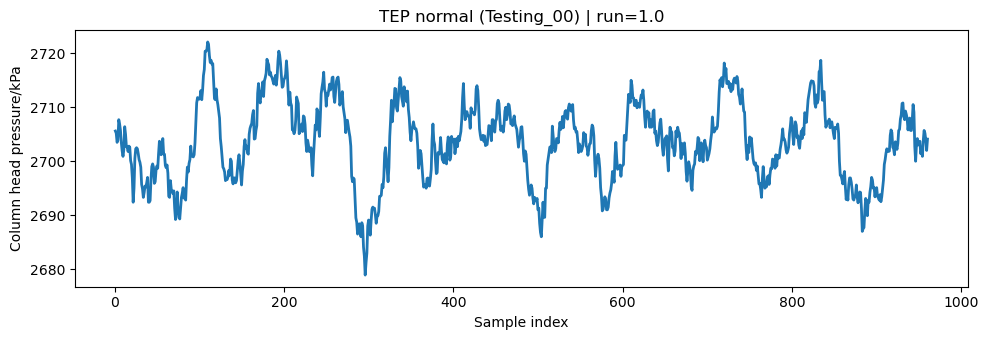 TEP normal (Testing_00) | run=1.0
Column head pressure/kPa
2720
2710
2700
2690
2680
0 200 400 600 800 1000
Sample index